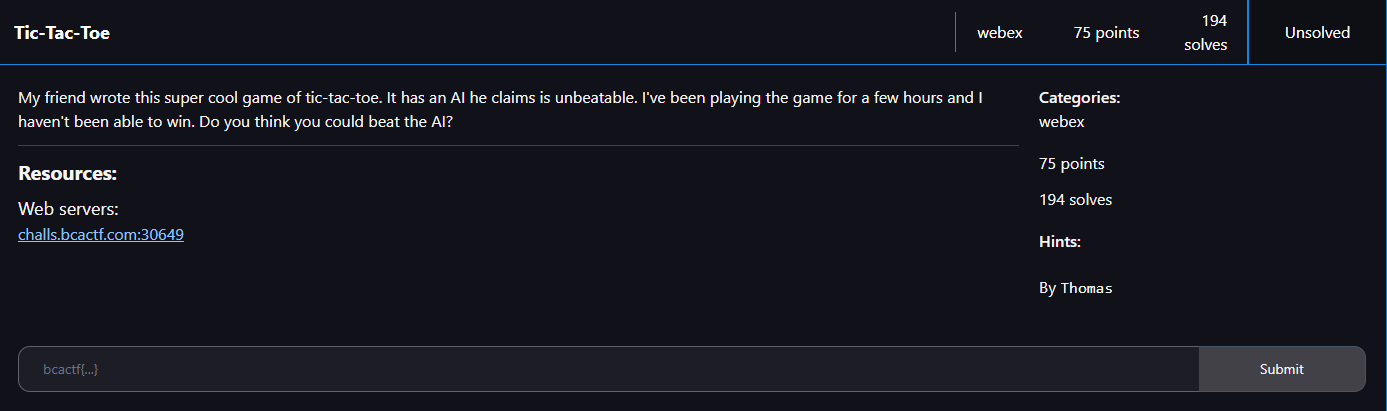 Tic-Tac-Toe
webex
75 points
194
solves
Unsolved
My friend wrote this super cool game of tic-tac-toe. It has an AI he claims is unbeatable. I've been playing the game for a few hours and I
haven't been able to win. Do you think you could beat the AI?
Resources:
Web servers:
challs.bcactf.com:30649
Categories:
webex
75 points
194 solves
Hints:
By Thomas
bcactf{...}
Submit